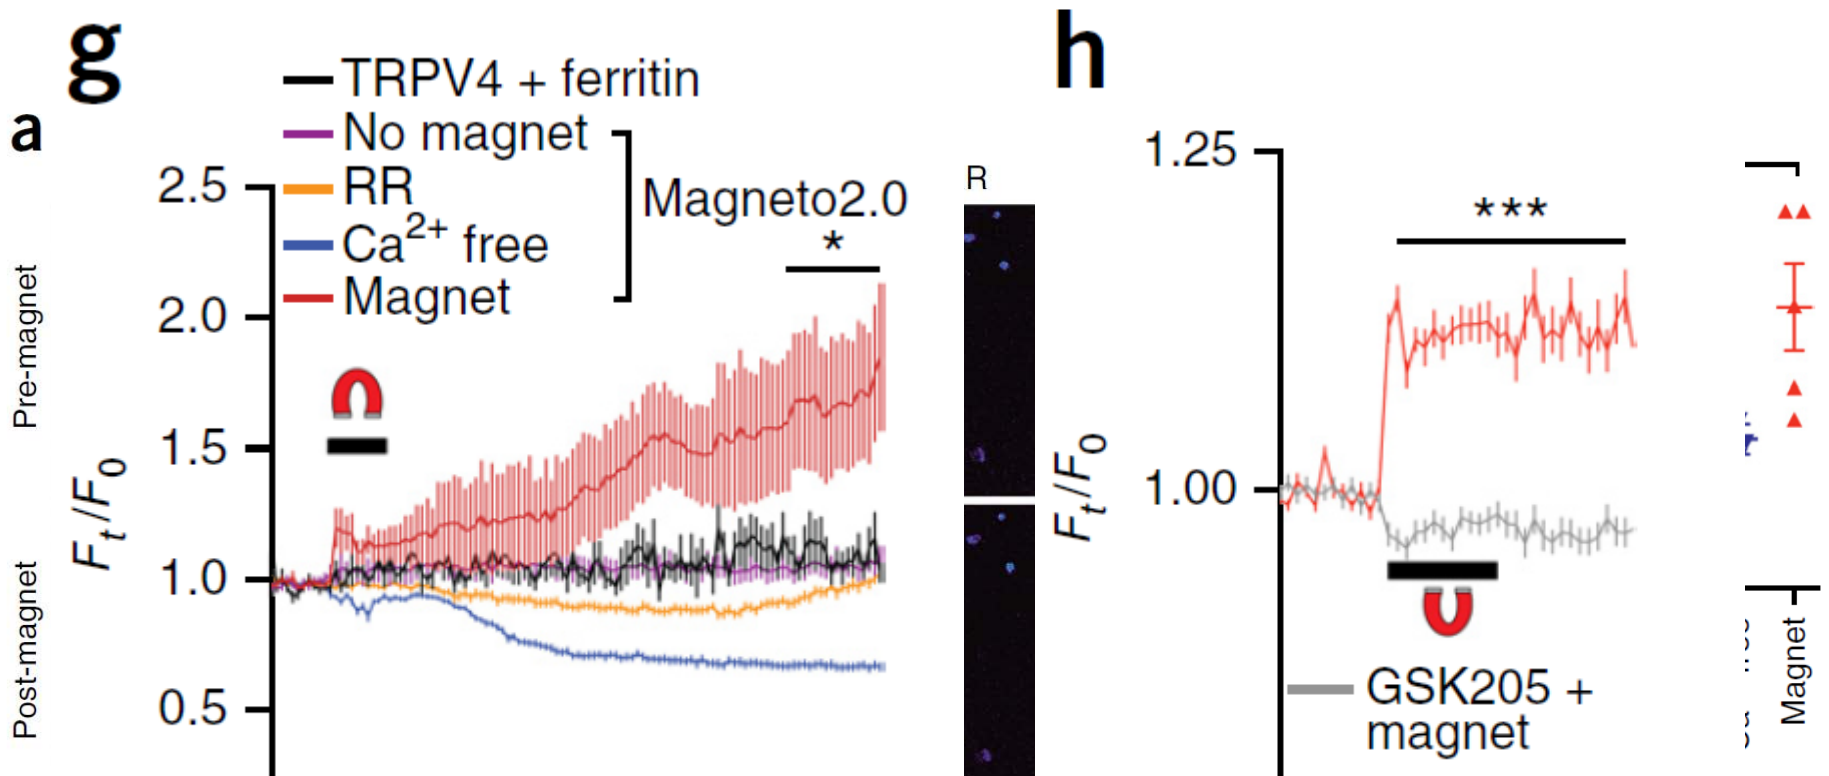 g
TRPV4 + ferritin
No magnet
RR
Ca2+ free
Magnet
Magneto2.0
*
2.5
2.0
1.5
1.0
0.5
Ft/F0
a
Pre-magnet
Post-magnet
R
h
1.25
1.00
Ft/F0
***
GSK205 +
magnet
Magnet